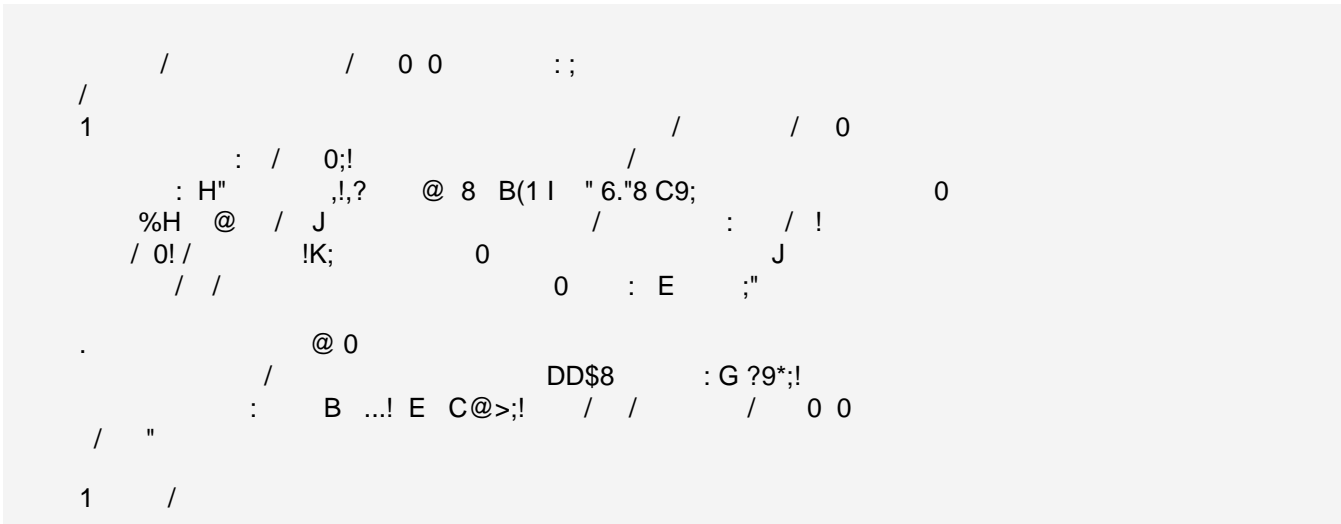 / / 0 0 : ;
/
1 / / 0
: / 0;! /
: H" ,!,? @ 8 B(1 I " 6."8 C9; 0
%H @ / J / : / !
/ 0! / !K; 0 J
/ / 0 : E ;"
. @ 0
/ DD$8 : G ?9*;!
: B ...! E C@>;! / / / 0 0
/ "
1 /